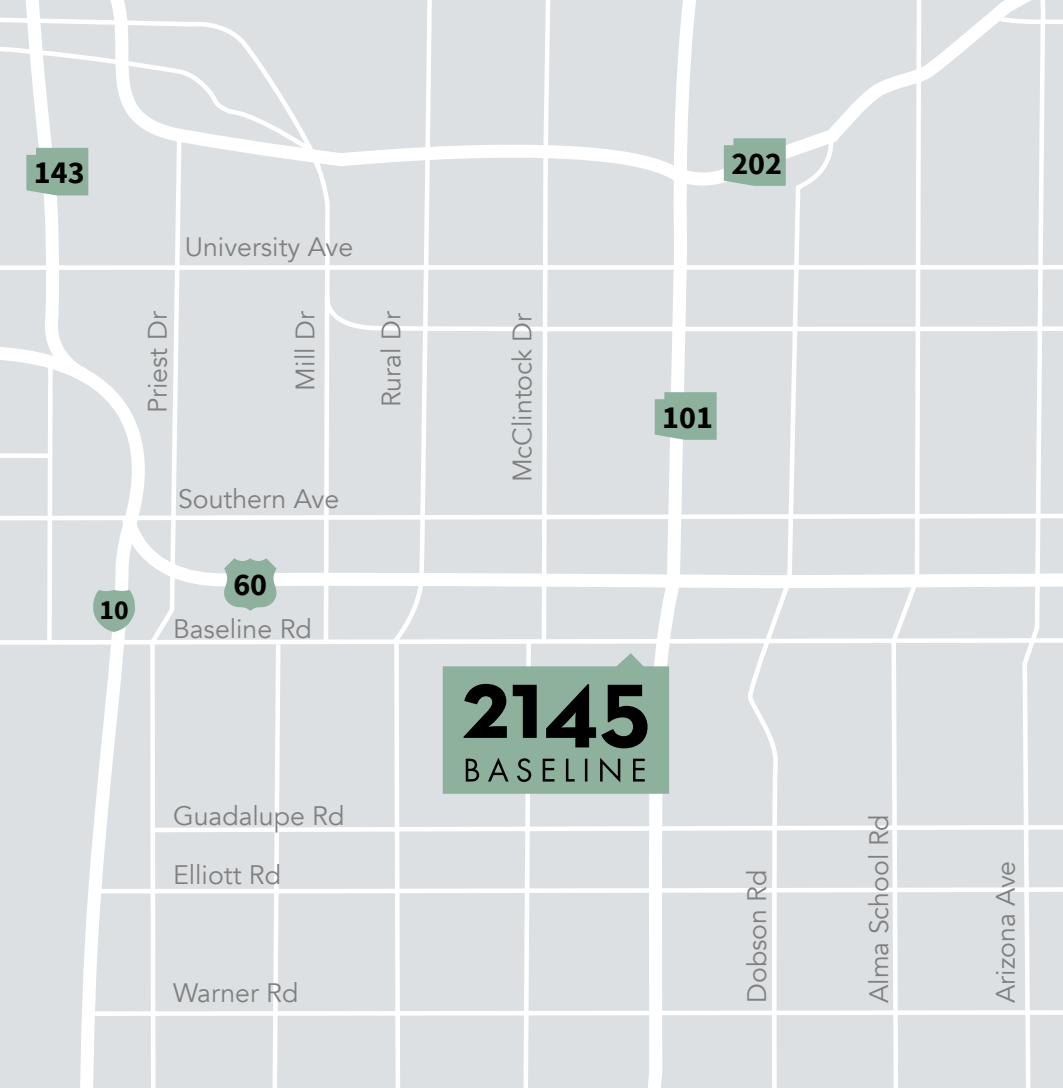 143
202
University Ave
Priest Dr
Mill Dr
Rural Dr
McClintock Dr
101
Southern Ave
60
10
Baseline Rd
2145
BASELINE
Guadalupe Rd
Elliott Rd
Dobson Rd
Alma School Rd
Arizona Ave
Warner Rd